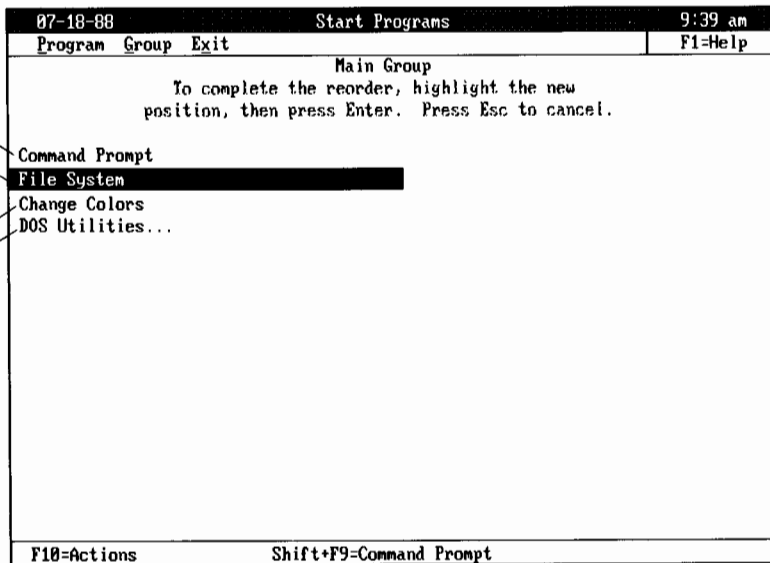 07-18-88 Start Programs 9:39 am
Program Group Exit F1=Help
Main Group
To complete the reorder, highlight the new
position, then press Enter. Press Esc to cancel.
Command Prompt
File System
Change Colors
DOS Utilities...
F10=Actions Shift+F9=Command Prompt